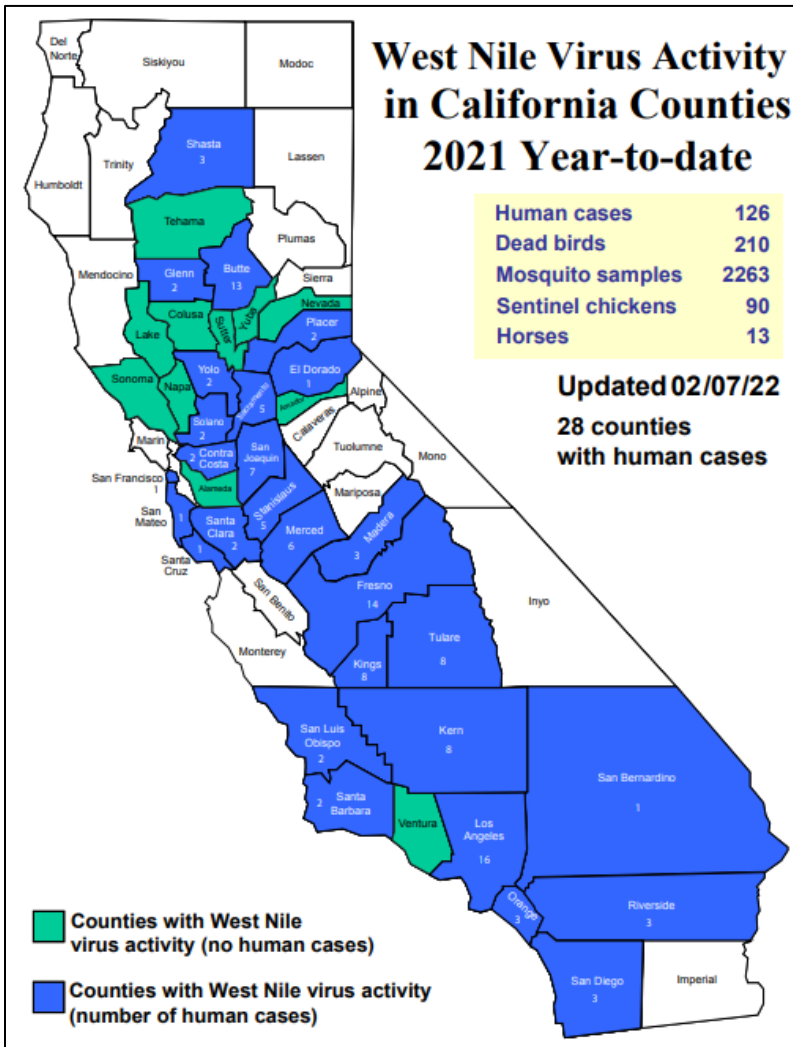 West Nile Virus Activity
in California Counties
2021 Year-to-date
Human cases 126
Dead birds 210
Mosquito samples 2263
Sentinel chickens 90
Horses 13
Updated 02/07/22
28 counties
with human cases
Del
Norte
Siskiyou
Modoc
Humboldt
Trinity
Shasta
3
Lassen
Tehama
Plumas
Mendocino
Glenn
2
Butte
13
Sierra
Lake
Colusa
Sutter
Yuba
Nevada
Placer
2
Sonoma
Napa
Yolo
2
Sacramento
5
El Dorado
1
Amador
Alpine
Marin
Solano
2
Calaveras
Tuolumne
Mono
2 Contra
Costa
San
Joaquin
7
San Francisco
1
Alameda
Stanislaus
5
Mariposa
San
Mateo
1
Santa
Clara
2
Merced
6
Madera
3
Santa
Cruz
1
San Benito
Fresno
14
Inyo
Monterey
Kings
8
Tulare
8
San Luis
Obispo
2
Kern
8
San Bernardino
1
2 Santa
Barbara
Ventura
Los
Angeles
16
Orange
3
Riverside
3
San Diego
3
Imperial
Counties with West Nile
virus activity (no human cases)
Counties with West Nile virus activity
(number of human cases)